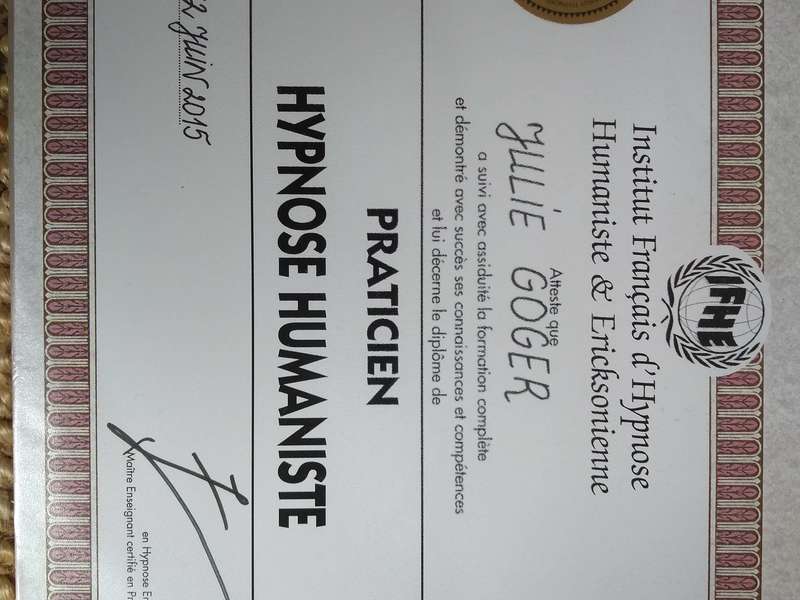 IFHE
Institut Français d'Hypnose
Humaniste & Ericksonienne
Atteste que
JULIE GOGER
a suivi avec assiduité la formation complète
et démontré avec succès ses connaissances et compétences
et lui décerne le diplôme de
PRATICIEN
HYPNOSE HUMANISTE
2 JUIN 2015
en Hypnose
Maître Enseignant certifié en